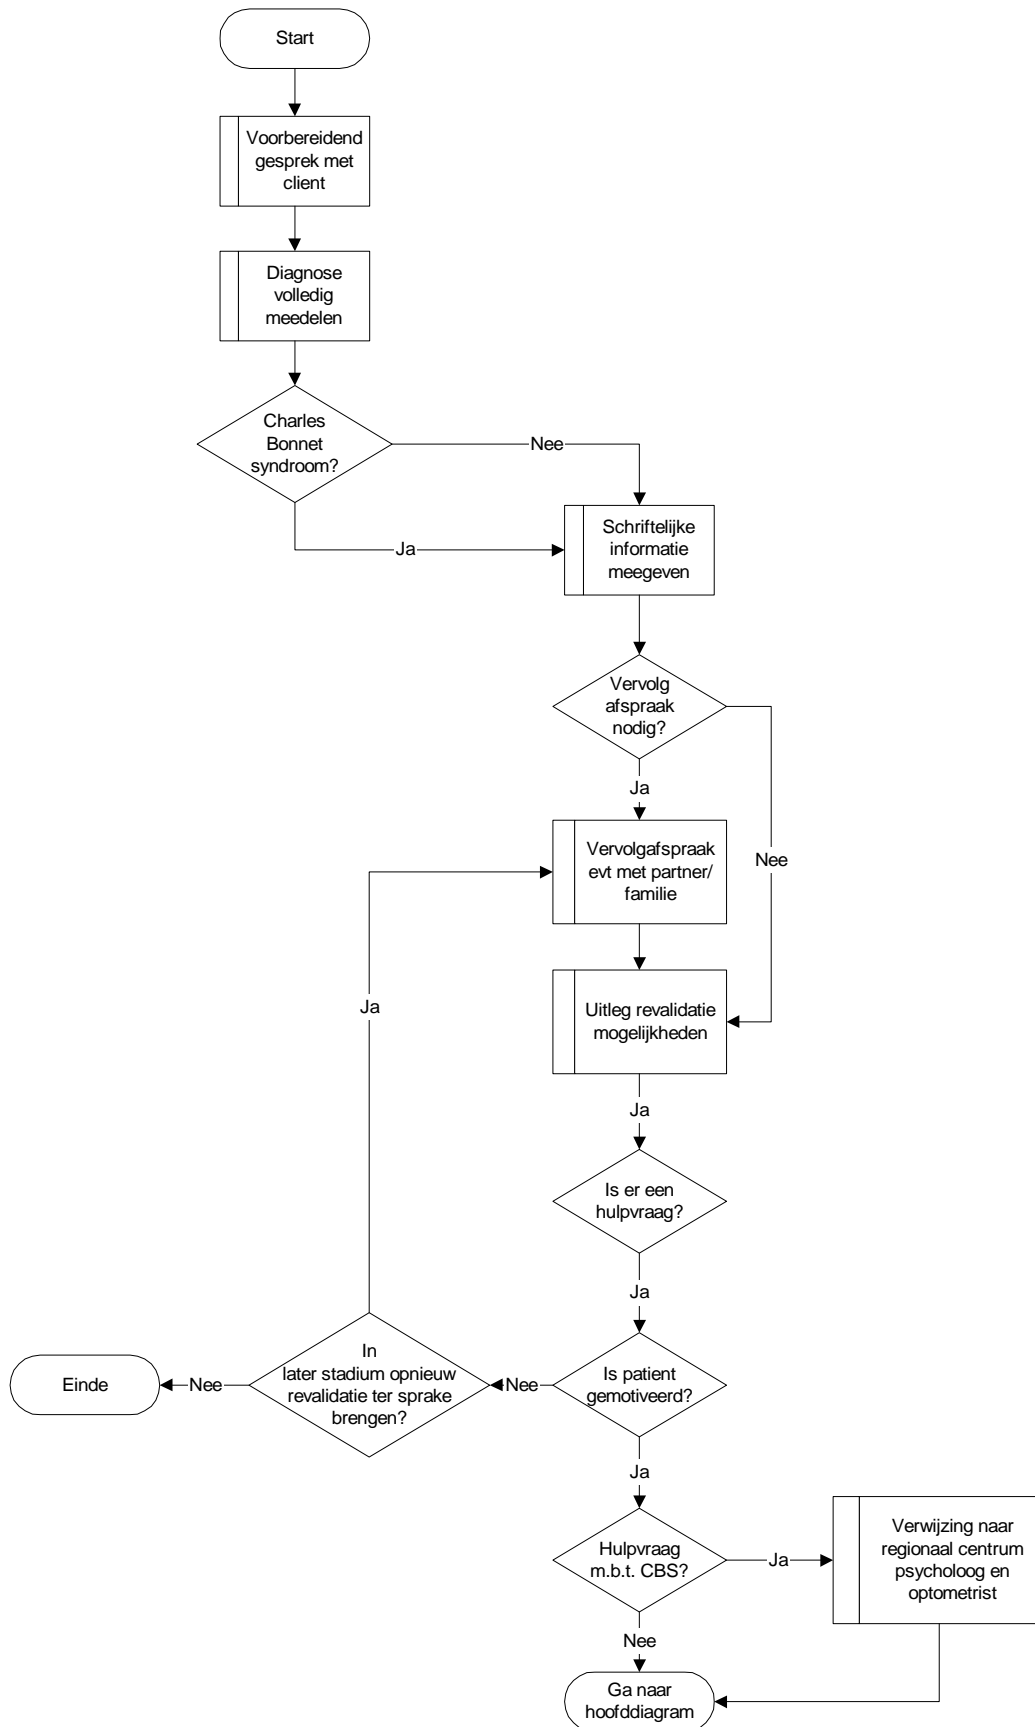 Start
Voorbereidend
gesprek met
client
Diagnose
volledig
meedelen
Charles
Bonnet
syndroom?
Nee
Ja
Schriftelijke
informatie
meegeven
Vervolg
afspraak
nodig?
Ja
Nee
Vervolgafspraak
evt met partner/
familie
Ja
Uitleg revalidatie
mogelijkheden
Ja
Is er een
hulpvraag?
Ja
Is patient
gemotiveerd?
Nee
In
later stadium opnieuw
revalidatie ter sprake
brengen?
Nee
Einde
Ja
Hulpvraag
m.b.t. CBS?
Ja
Verwijzing naar
regionaal centrum
psycholoog en
optometrist
Nee
Ga naar
hoofddiagram